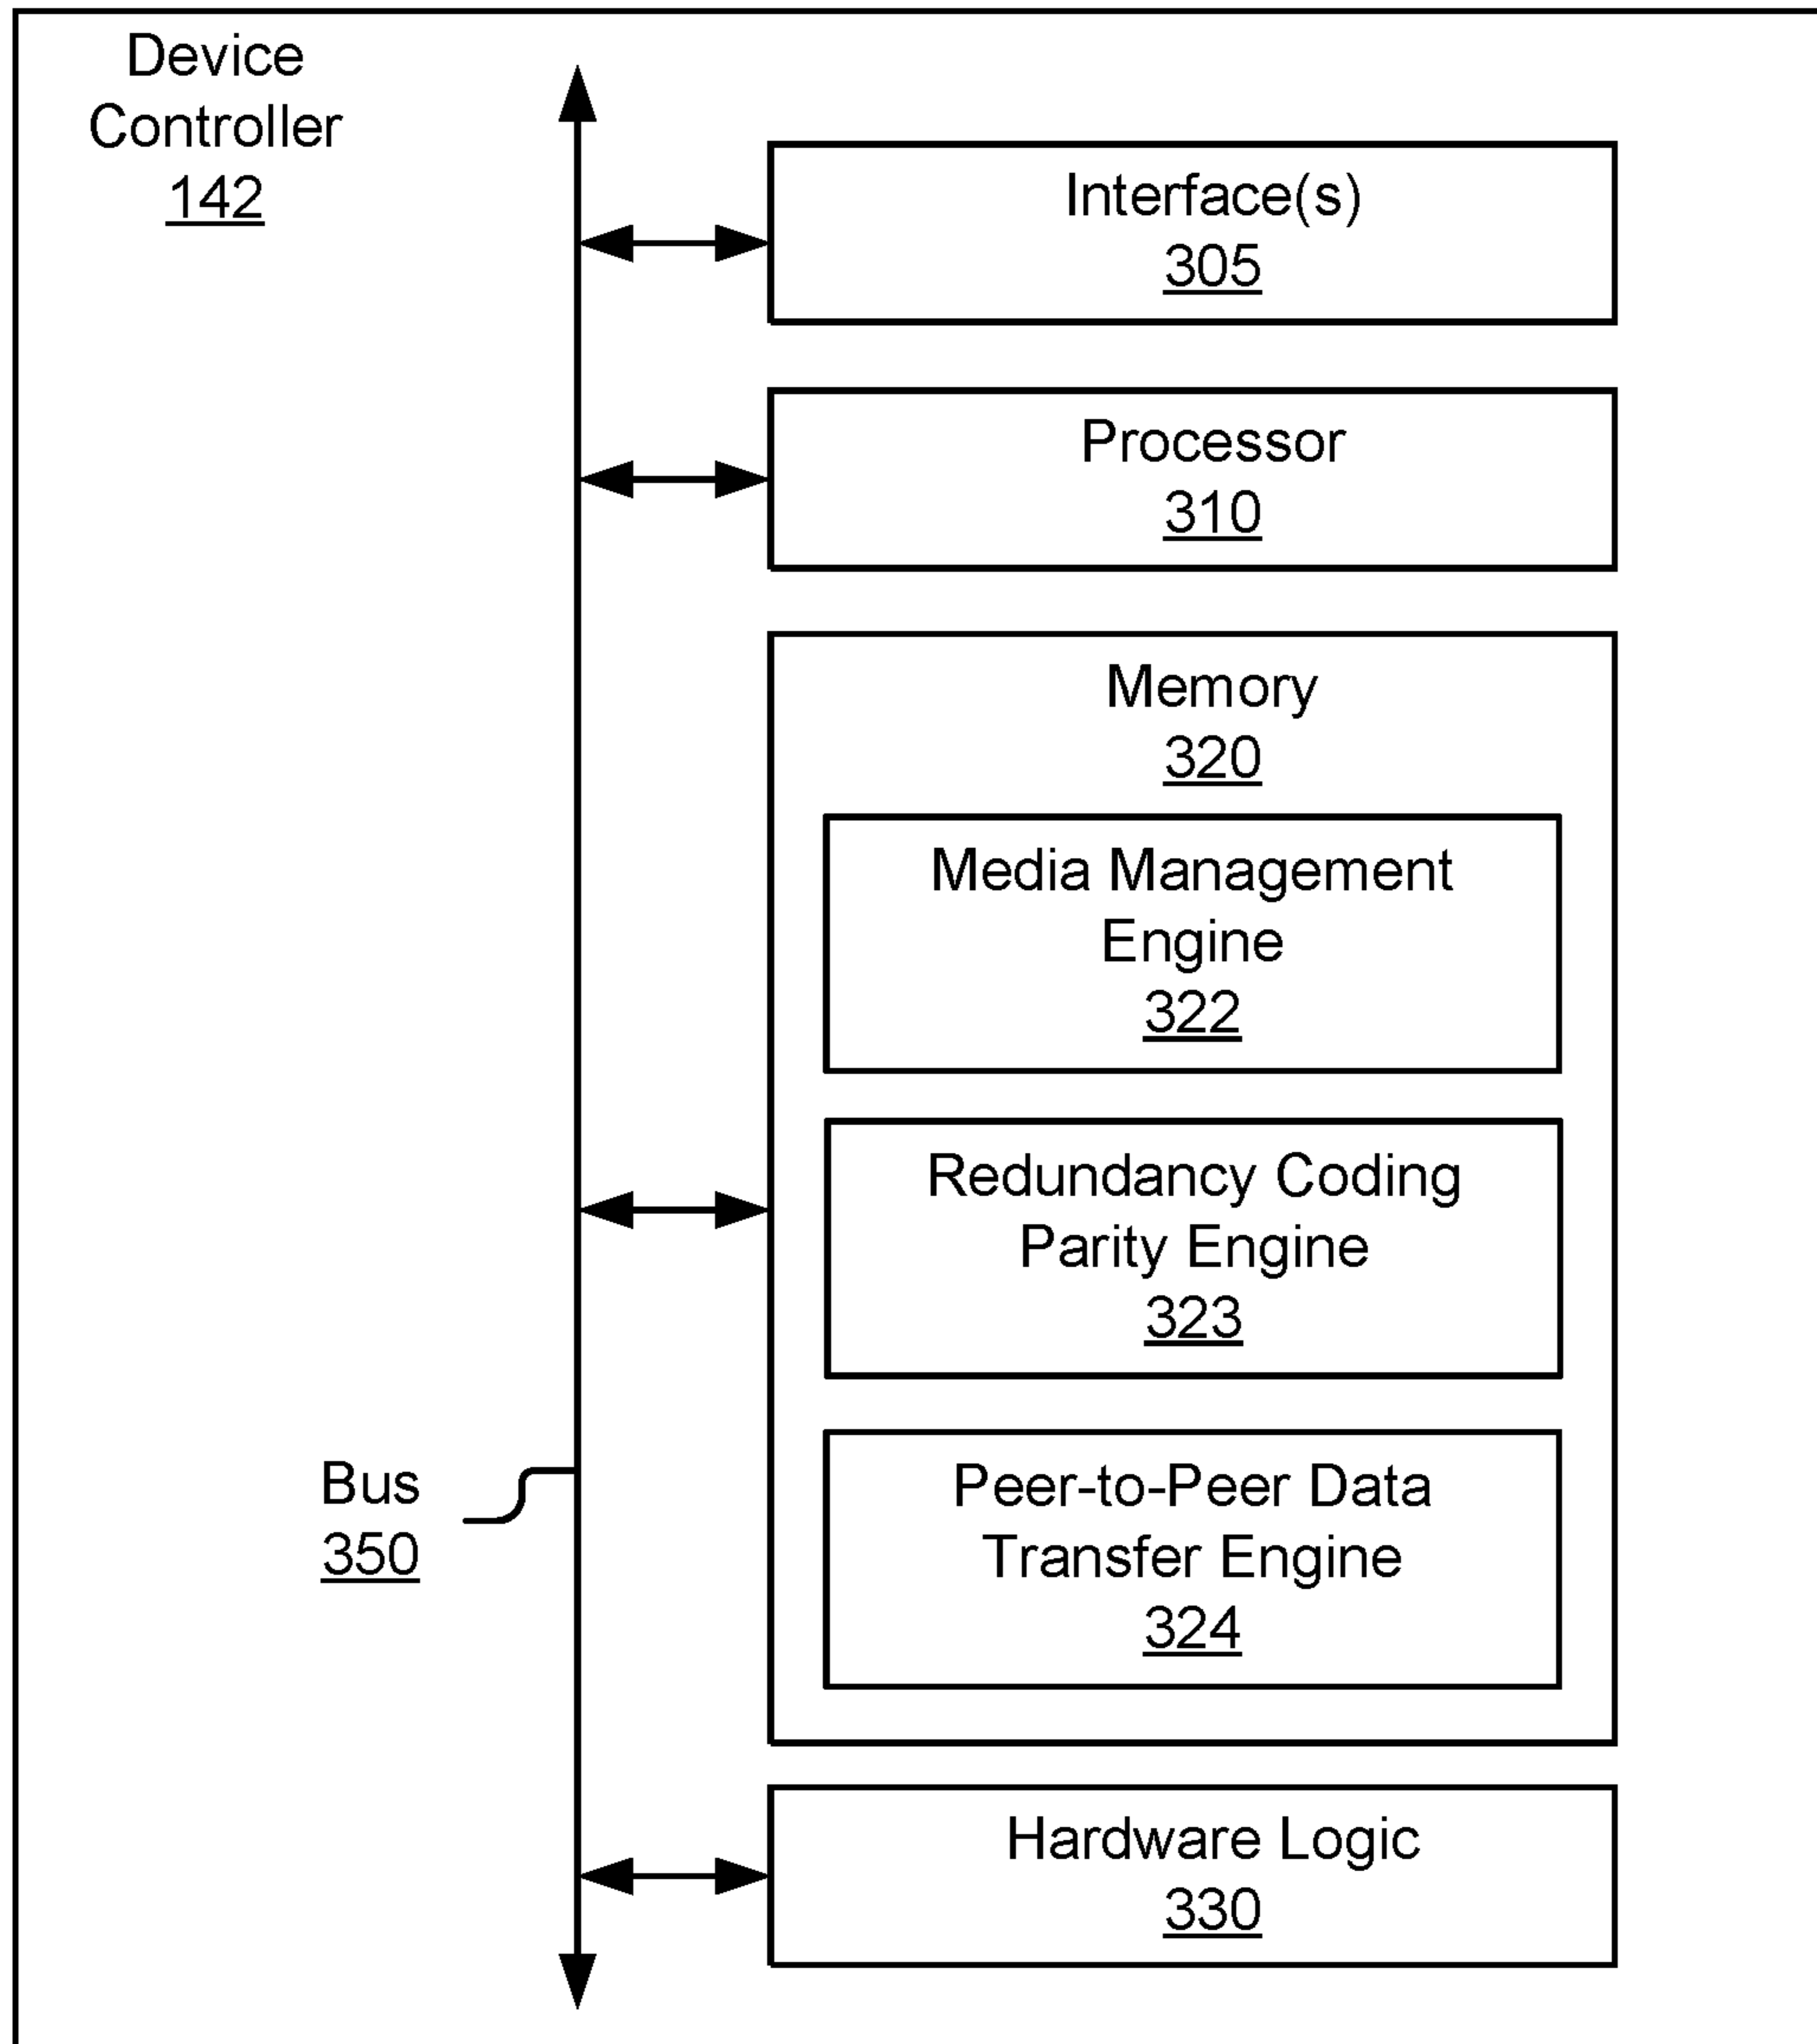 Device
Controller
142
Interface(s)
305
Processor
310
Memory
320
Media Management
Engine
322
Redundancy Coding
Parity Engine
323
Bus
350
Peer-to-Peer Data
Transfer Engine
324
Hardware Logic
330